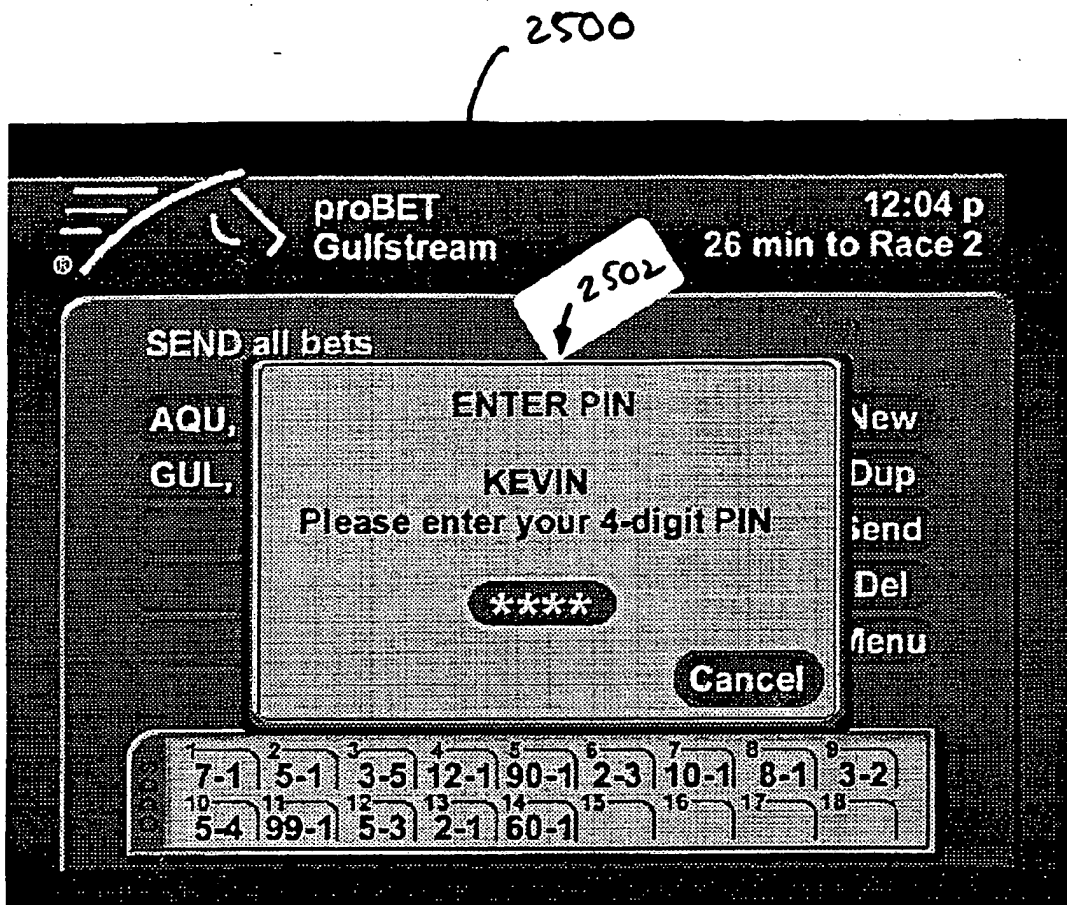 2500
proBET
Gulfstream
12:04 p
26 min to Race 2
®
2502
SEND all bets
AQU,
GUL,
ENTER PIN
KEVIN
Please enter your 4-digit PIN
****
Cancel
New
Dup
Send
Del
Menu
1 7-1 2 5-1 3 3-5 4 12-1 5 90-1 6 2-3 7 10-1 8 8-1 9 3-2
10 5-4 11 99-1 12 5-3 13 2-1 14 60-1 15 16 17 18